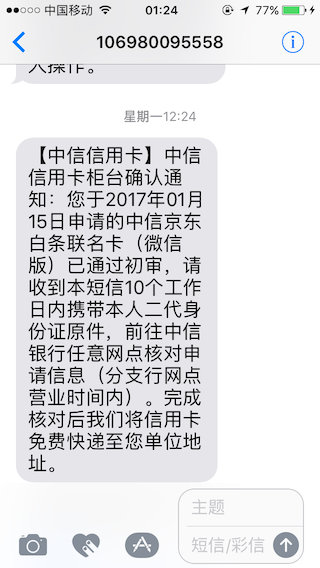 中国移动 01:24 77%
106980095558
人操作。
星期一12:24
【中信信用卡】中信
信用卡柜台确认通
知：您于2017年01月
15日申请的中信京东
白条联名卡（微信
版）已通过初审，请
收到本短信10个工作
日内携带本人二代身
份证原件，前往中信
银行任意网点核对申
请信息（分支行网点
营业时间内）。完成
核对后我们将信用卡
免费快递至您单位地
址。
主题
短信/彩信